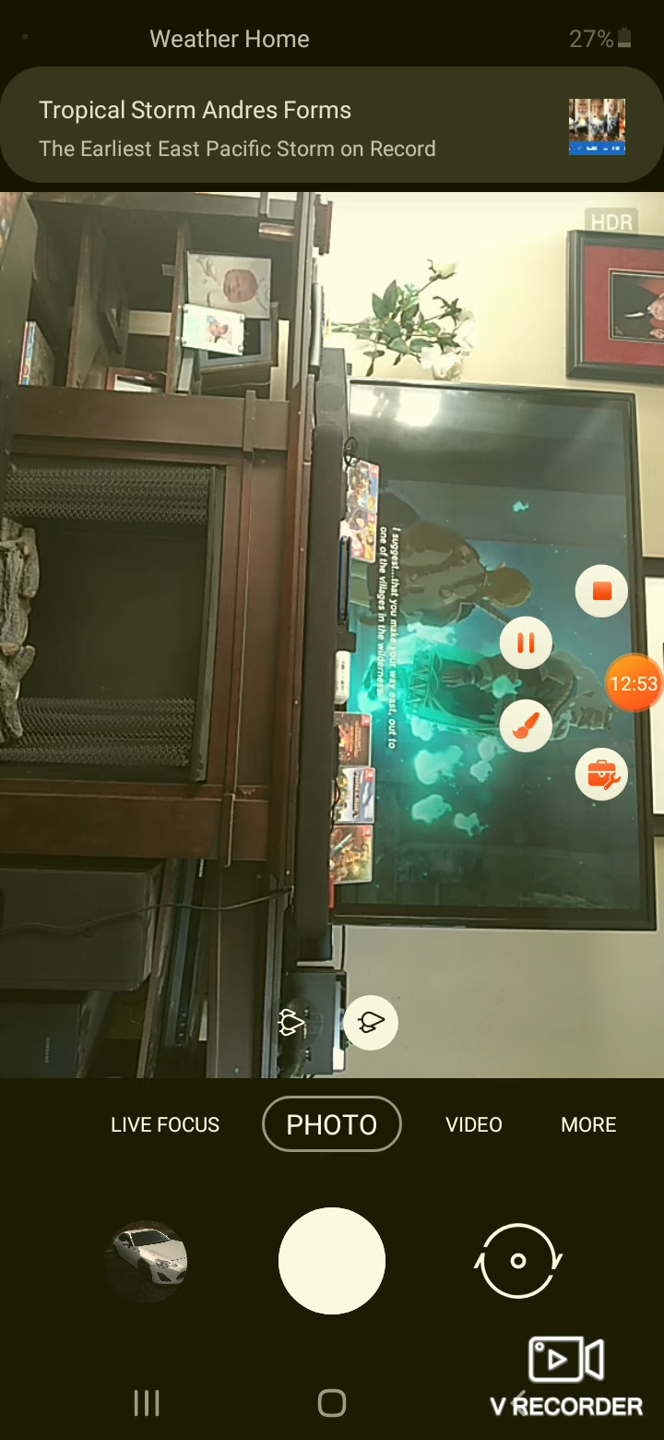 Weather Home
27%
Tropical Storm Andres Forms
The Earliest East Pacific Storm on Record
HDR
I suggest...that you make your way east, out to
one of the villages in the wilderness.
12:53
LIVE FOCUS
PHOTO
VIDEO
MORE
V RECORDER